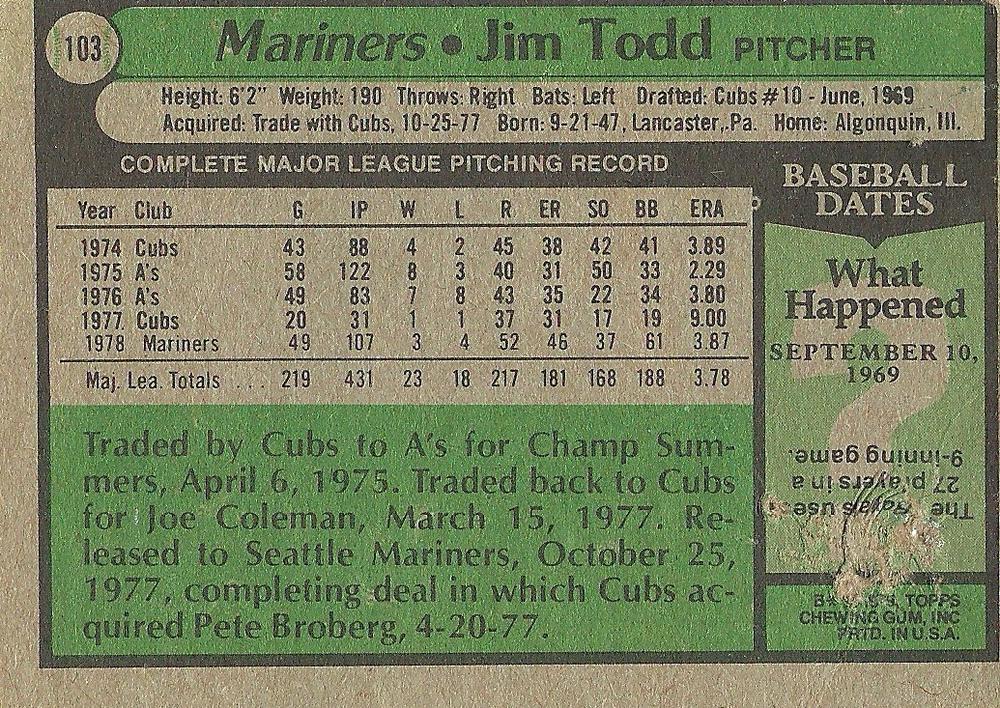 103
Mariners • Jim Todd PITCHER
Height: 6'2" Weight: 190 Throws: Right Bats: Left Drafted: Cubs #10 - June, 1969
Acquired: Trade with Cubs, 10-25-77 Born: 9-21-47, Lancaster, Pa. Home: Algonquin, Ill.
COMPLETE MAJOR LEAGUE PITCHING RECORD
Year Club G IP W L R ER SO BB ERA
1974 Cubs 43 88 4 2 45 38 42 41 3.89
1975 A's 58 122 8 3 40 31 50 33 2.29
1976 A's 49 83 7 8 43 35 22 34 3.80
1977 Cubs 20 31 1 1 37 31 17 19 9.00
1978 Mariners 49 107 3 4 52 46 37 61 3.87
Maj. Lea. Totals ... 219 431 23 18 217 181 168 188 3.78
Traded by Cubs to A's for Champ Sum-
mers, April 6, 1975. Traded back to Cubs
for Joe Coleman, March 15, 1977. Re-
leased to Seattle Mariners, October 25,
1977, completing deal in which Cubs ac-
quired Pete Broberg, 4-20-77.
BASEBALL
DATES
What
Happened
SEPTEMBER 10,
1969
?
The use
27 players in a
9-inning game.
TOPPS
CHEWING GUM, INC
PRTD. IN U.S.A.